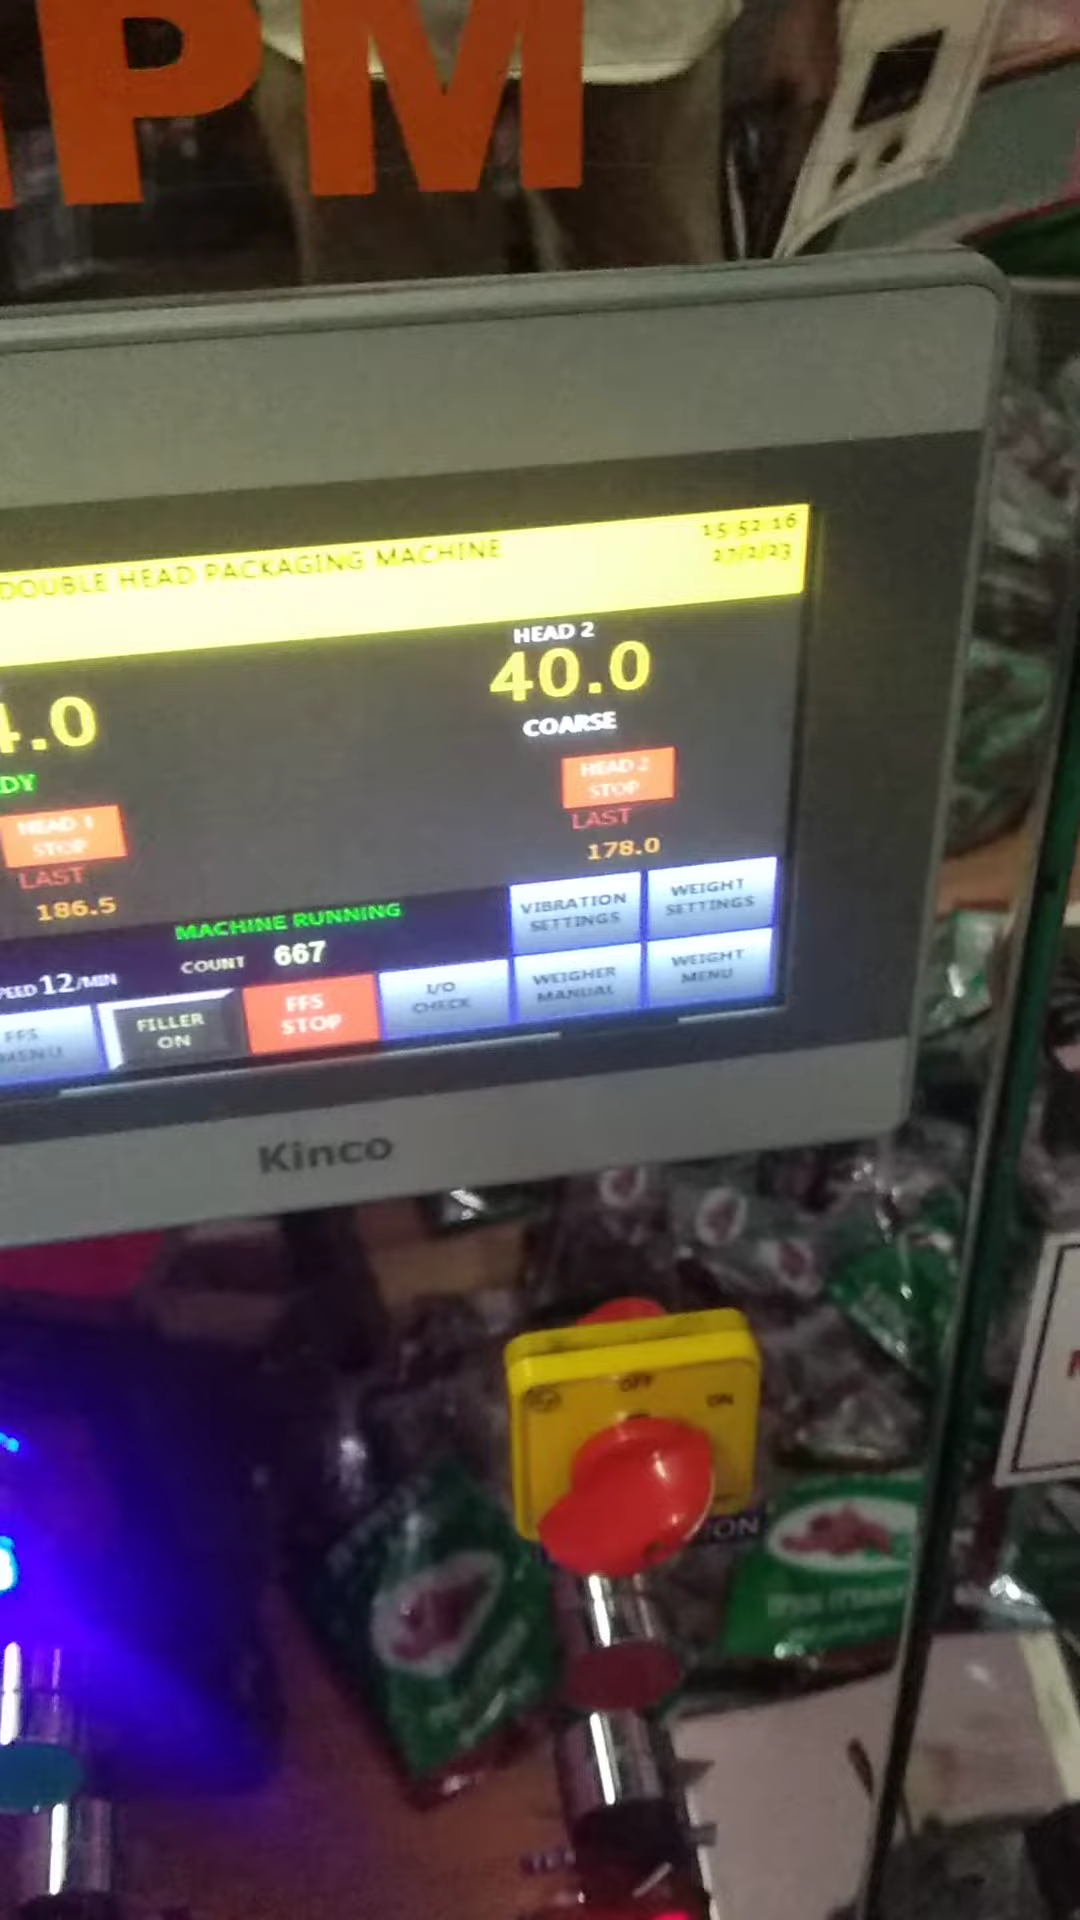 PM
DOUBLE HEAD PACKAGING MACHINE
15:52:16
27/2/23
HEAD 2
4.0
40.0
DY
COARSE
HEAD 1
STOP
HEAD 2
STOP
LAST
186.5
LAST
178.0
MACHINE RUNNING
COUNT 667
PEED 12/MIN
VIBRATION
SETTINGS
WEIGHT
SETTINGS
FFS
MENU
FILLER
ON
FFS
STOP
I/O
CHECK
WEIGHER
MANUAL
WEIGHT
MENU
Kinco
OFF
ON